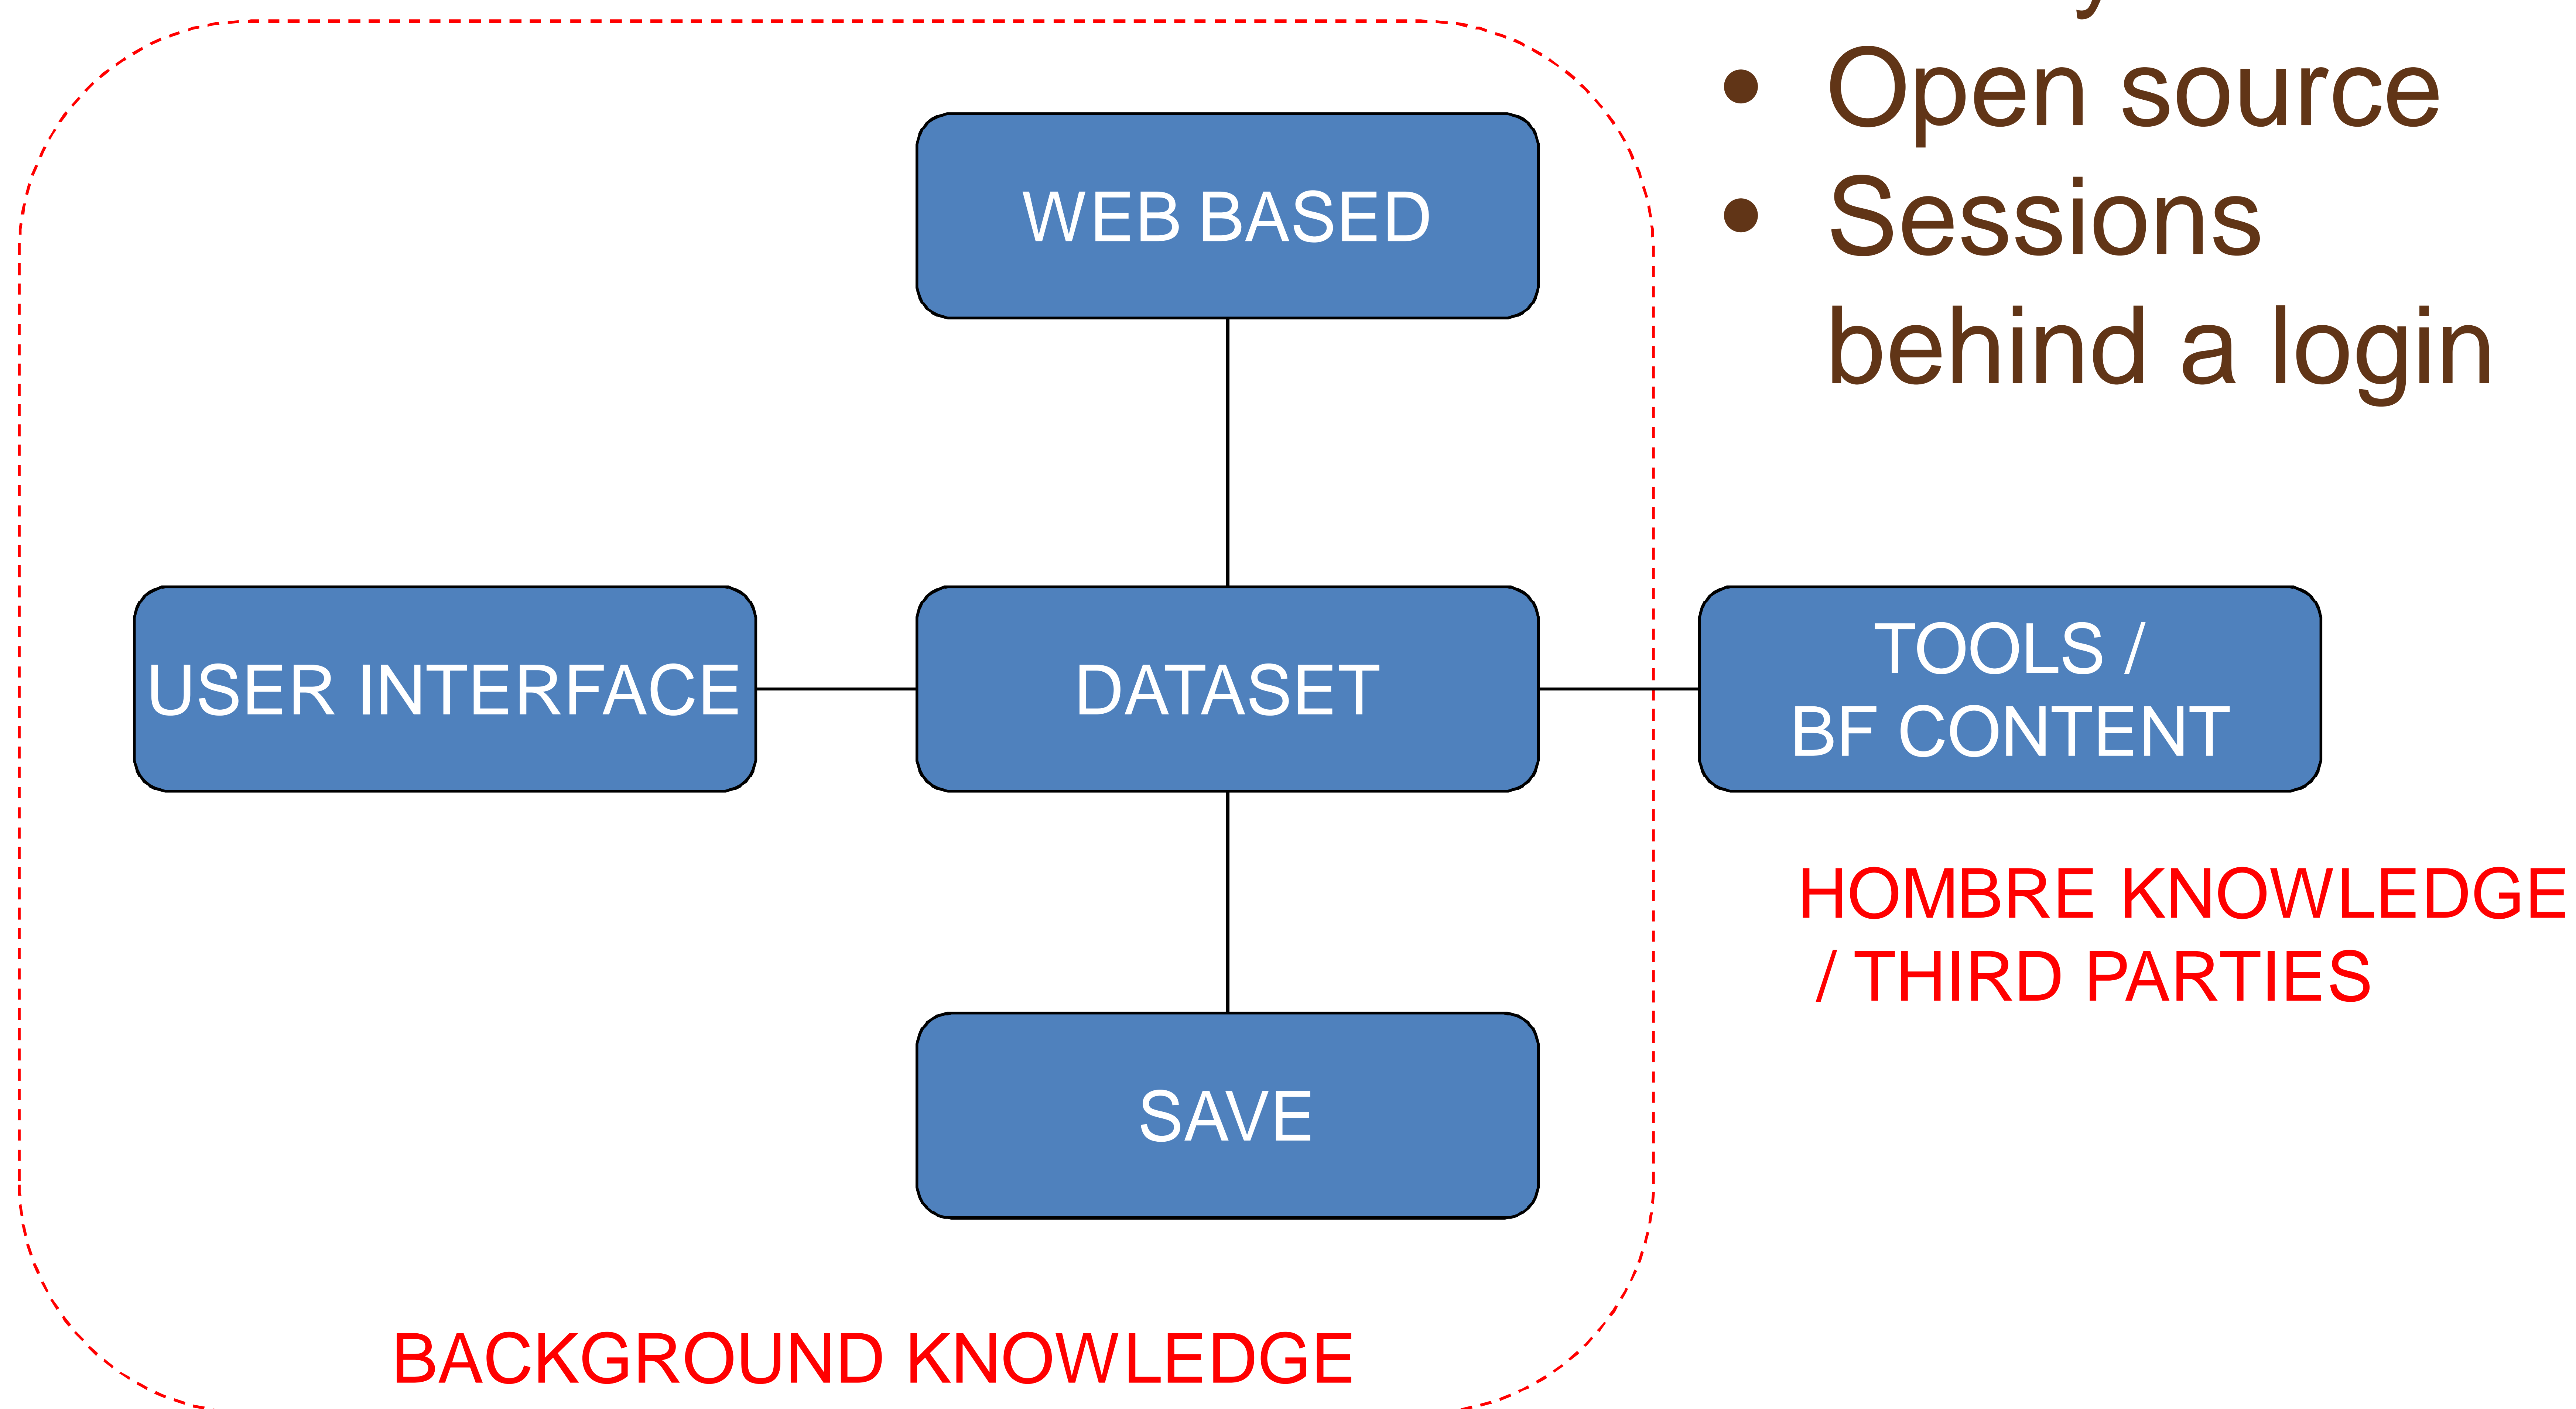 • Open source
• Sessions
behind a login
WEB BASED
USER INTERFACE
DATASET
TOOLS /
BF CONTENT
HOMBRE KNOWLEDGE
/ THIRD PARTIES
SAVE
BACKGROUND KNOWLEDGE